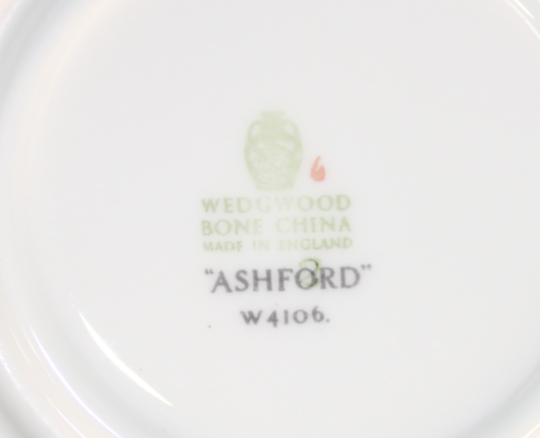 WEDGWOOD
BONE CHINA
MADE IN ENGLAND
"ASHFORD"
W4106.